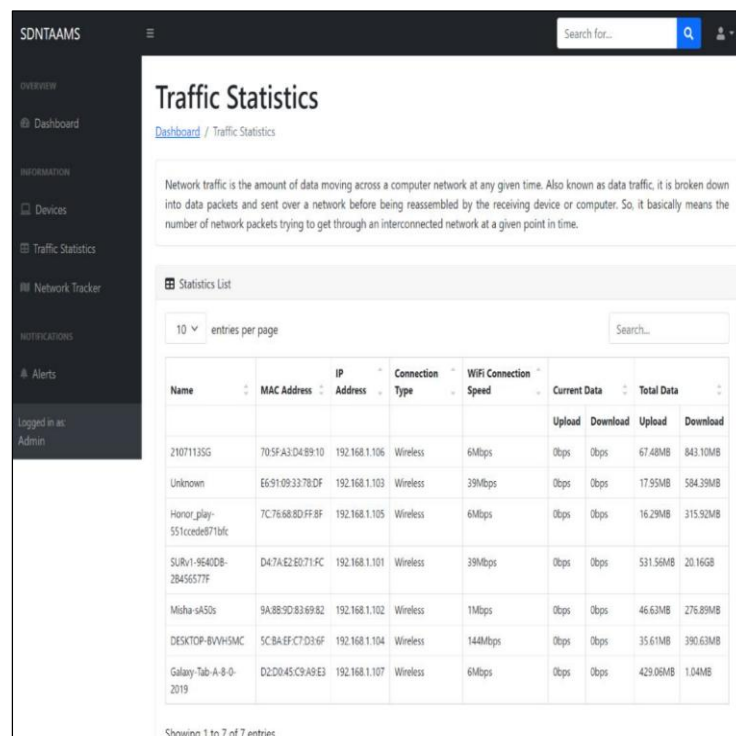 SDNTAAMS
Search for...
OVERVIEW
Dashboard
INFORMATION
Devices
Traffic Statistics
Network Tracker
NOTIFICATIONS
Alerts
Logged in as:
Admin
Traffic Statistics
Dashboard / Traffic Statistics
Network traffic is the amount of data moving across a computer network at any given time. Also known as data traffic, it is broken down
into data packets and sent over a network before being reassembled by the receiving device or computer. So, it basically means the
number of network packets trying to get through an interconnected network at a given point in time.
Statistics List
10 entries per page
Search...
Name MAC Address IP Address Connection Type WiFi Connection Speed Current Data Total Data
Upload Download Upload Download
2107113SG 70:5F:A3:D4:B9:10 192.168.1.106 Wireless 6Mbps 0bps 0bps 67.48MB 843.10MB
Unknown E6:91:09:33:78:DF 192.168.1.103 Wireless 39Mbps 0bps 0bps 17.95MB 584.39MB
Honor_play-551ccede871bfc 7C:76:68:8D:FF:8F 192.168.1.105 Wireless 6Mbps 0bps 0bps 16.29MB 315.92MB
SURv1-9E40DB-2B456577F D4:7A:E2:E0:71:FC 192.168.1.101 Wireless 39Mbps 0bps 0bps 531.56MB 20.16GB
Misha-sA50s 9A:8B:9D:83:69:82 192.168.1.102 Wireless 1Mbps 0bps 0bps 46.63MB 276.89MB
DESKTOP-BVVH5MC 5C:BA:EF:C7:D3:6F 192.168.1.104 Wireless 144Mbps 0bps 0bps 35.61MB 390.63MB
Galaxy-Tab-A-8-0-2019 D2:D0:45:C9:A9:E3 192.168.1.107 Wireless 6Mbps 0bps 0bps 429.06MB 1.04MB
Showing 1 to 7 of 7 entries